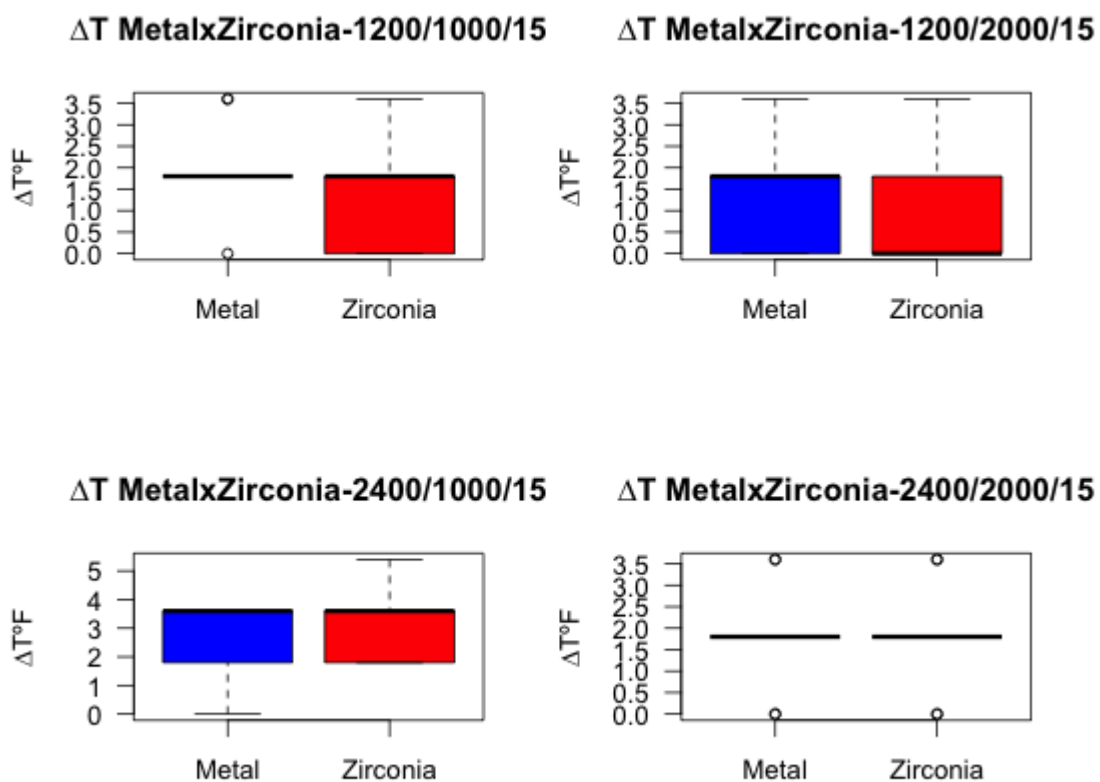 ΔT MetalxZirconia-1200/1000/15
ΔT°F
3.5
3.0
2.5
2.0
1.5
1.0
0.5
0.0
Metal Zirconia
ΔT MetalxZirconia-1200/2000/15
ΔT°F
3.5
3.0
2.5
2.0
1.5
1.0
0.5
0.0
Metal Zirconia
ΔT MetalxZirconia-2400/1000/15
ΔT°F
5
4
3
2
1
0
Metal Zirconia
ΔT MetalxZirconia-2400/2000/15
ΔT°F
3.5
3.0
2.5
2.0
1.5
1.0
0.5
0.0
Metal Zirconia